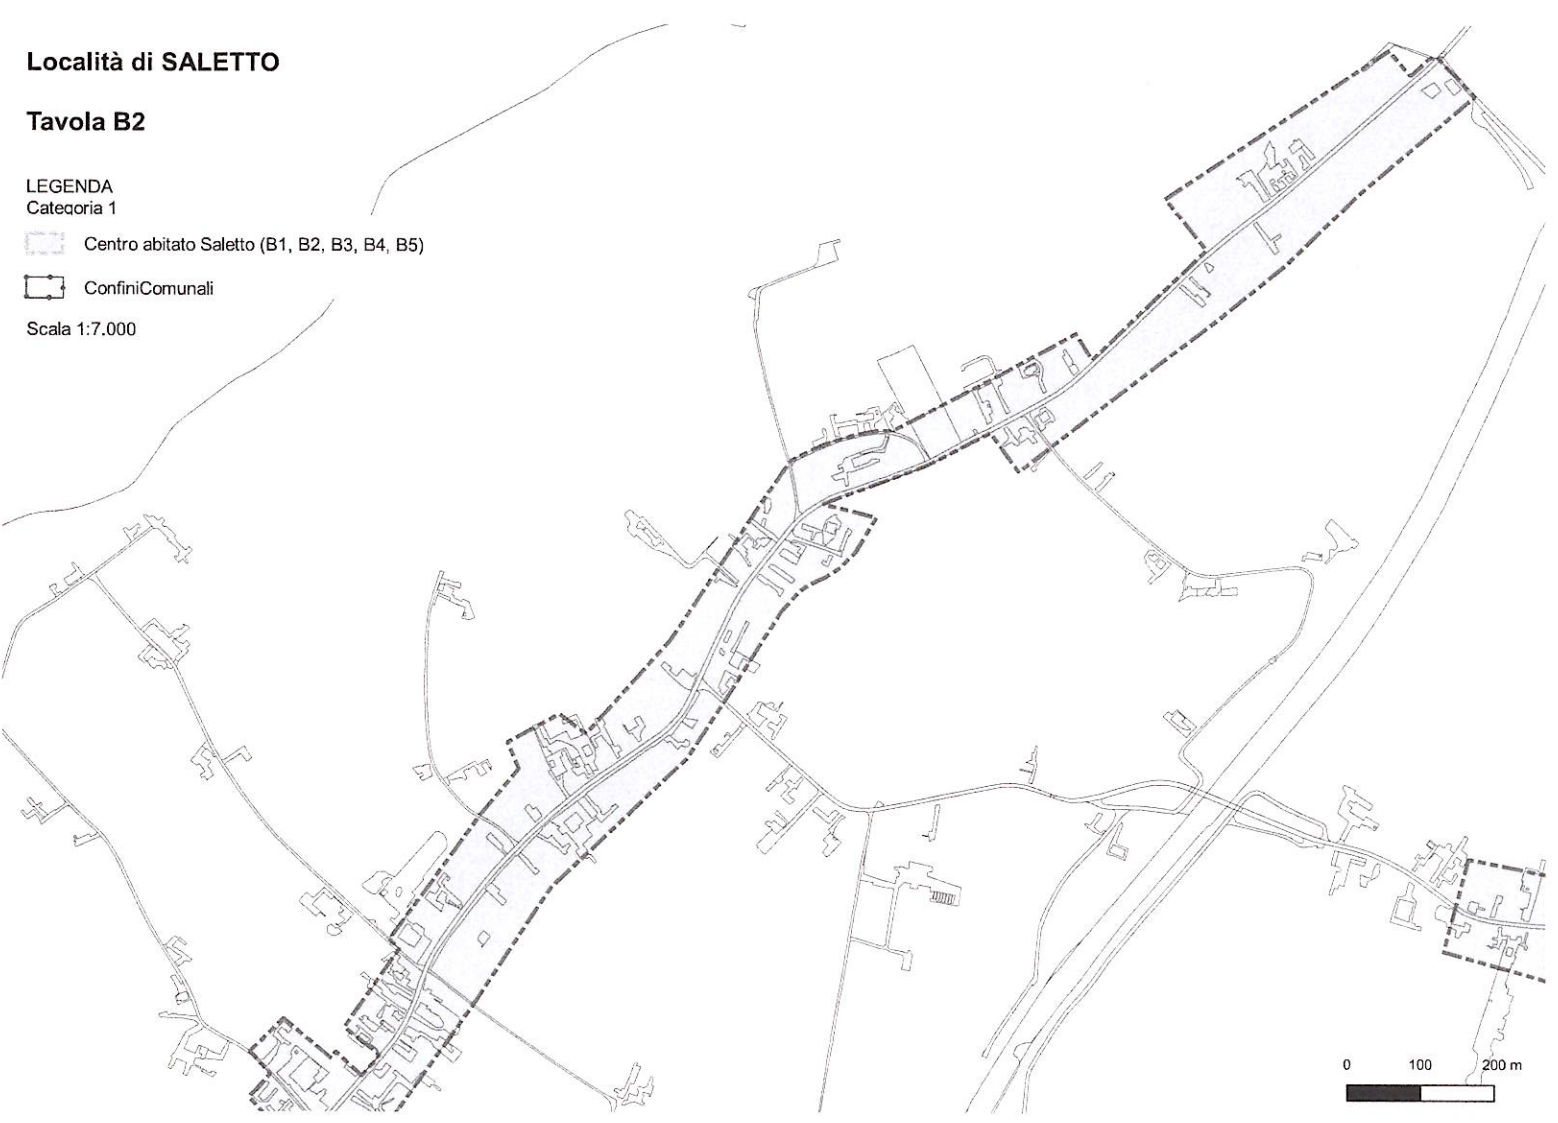 Località di SALETTO
Tavola B2
LEGENDA
Categoria 1
Centro abitato Saletto (B1, B2, B3, B4, B5)
ConfiniComunali
Scala 1:7.000
0 100 200 m